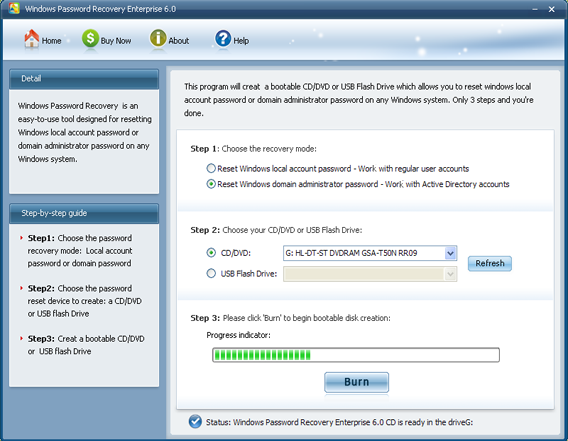 Windows Password Recovery Enterprise 6.0
Home
Buy Now
About
Help
Detail
Windows Password Recovery is an
easy-to-use tool designed for resetting
Windows local account password or
domain administrator password on any
Windows system.
Step-by-step guide
Step1: Choose the password
recovery mode: Local account
password or domain password
Step2: Choose the password
reset device to create: a CD/DVD
or USB flash Drive
Step3: Creat a bootable CD/DVD
or USB flash Drive
This program will creat a bootable CD/DVD or USB Flash Drive which allows you to reset windows local
account password or domain administrator password on any Windows system. Only 3 steps and you're
done.
Step 1: Choose the recovery mode:
Reset Windows local account password - Work with regular user accounts
Reset Windows domain administrator password - Work with Active Directory accounts
Step 2: Choose your CD/DVD or USB Flash Drive:
CD/DVD:
G: HL-DT-ST DVDRAM GSA-T50N RR09
USB Flash Drive:
Refresh
Step 3: Please click 'Burn' to begin bootable disk creation:
Progress indicator:
Burn
Status: Windows Password Recovery Enterprise 6.0 CD is ready in the driveG: